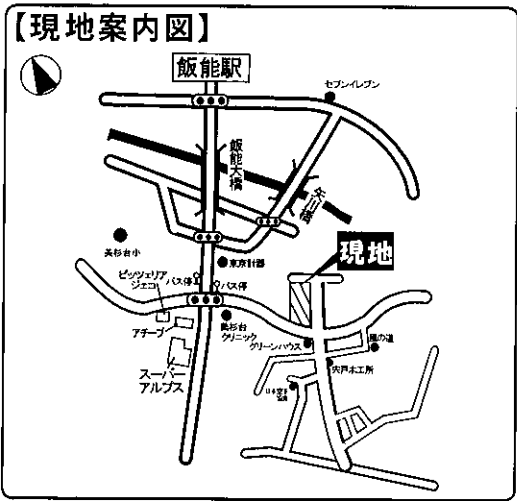 【現地案内図】
飯能駅
セブンイレブン
飯能大橋
矢川橋
美杉台小
東京計器
現地
ピッツェリア
ジェコ
バス停
バス停
アチーブ
美杉台
クリニック
グリーンハウス
風の道
宍戸木工所
スーパー
アルプス